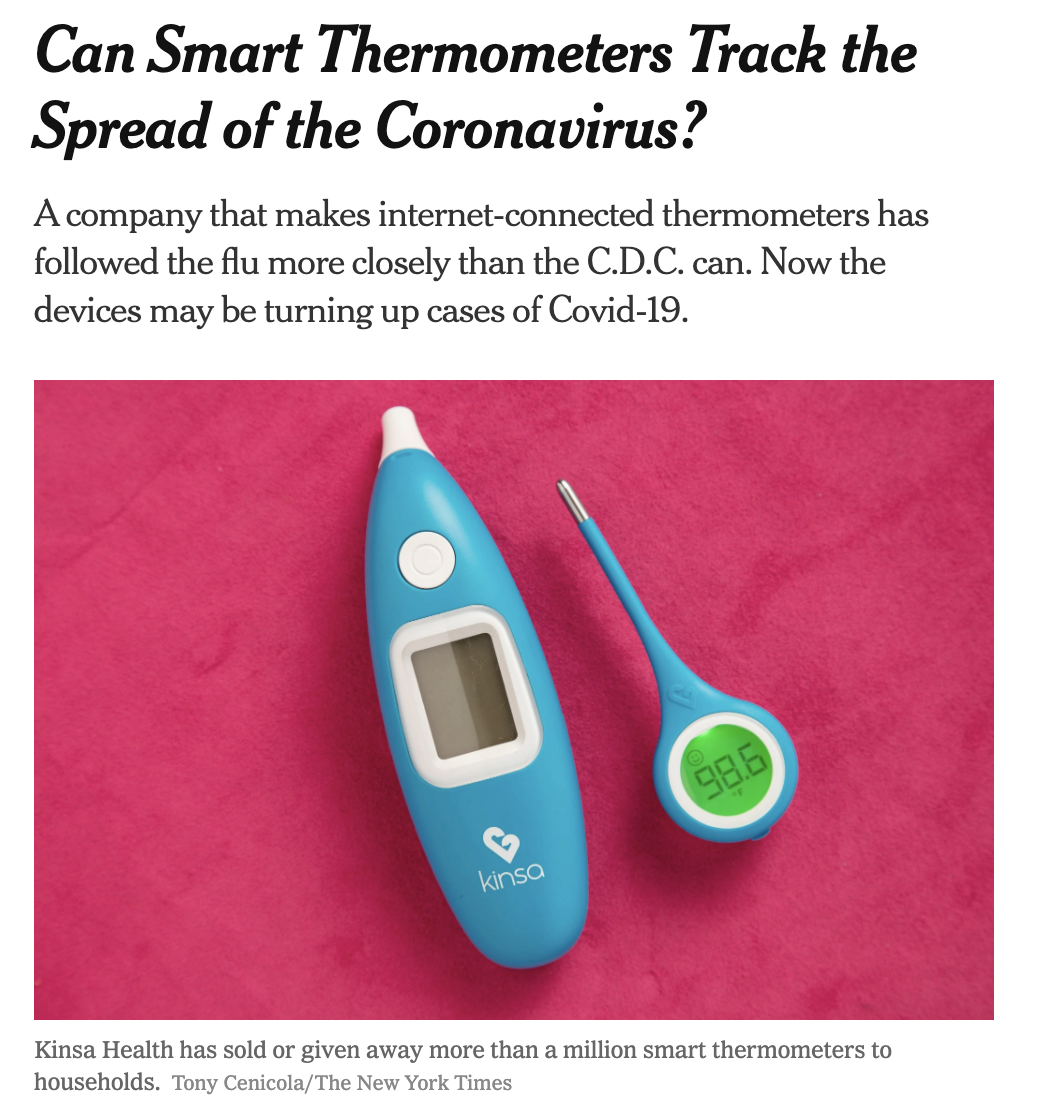 Can Smart Thermometers Track the
Spread of the Coronavirus?
A company that makes internet-connected thermometers has
followed the flu more closely than the C.D.C. can. Now the
devices may be turning up cases of Covid-19.
98.6
°F
kinsa
Kinsa Health has sold or given away more than a million smart thermometers to
households. Tony Cenicola/The New York Times